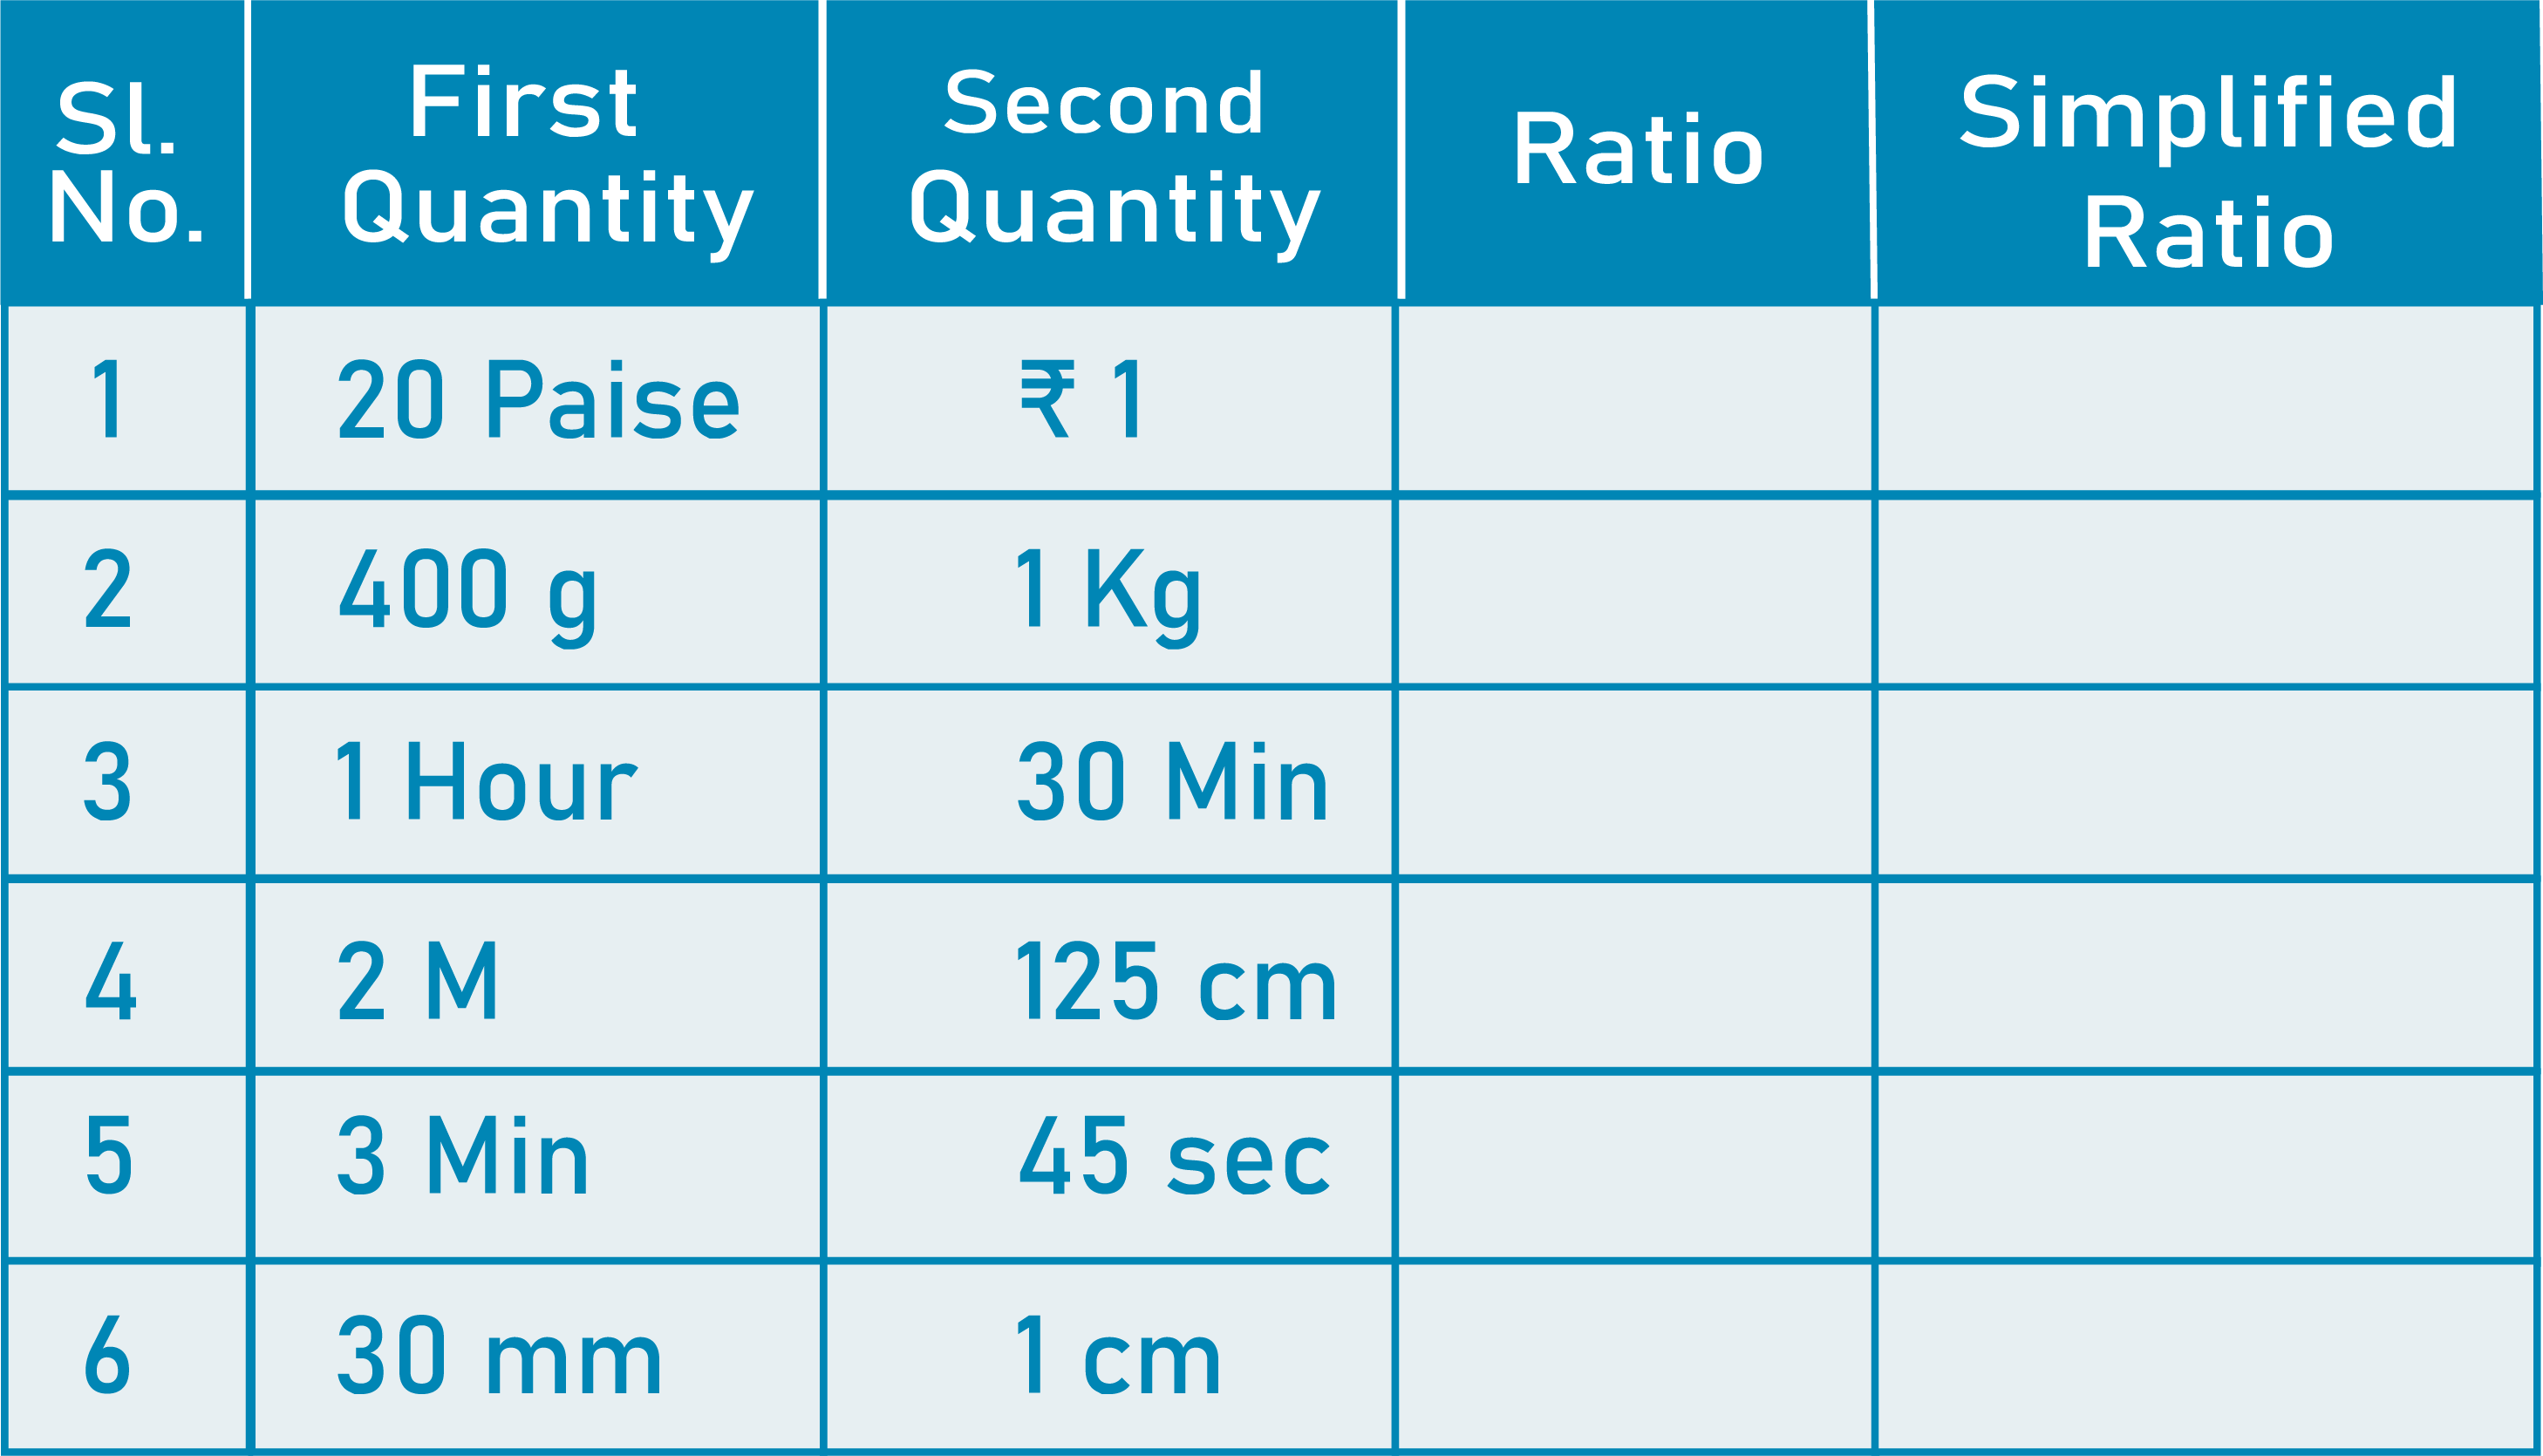 Sl. No. First Quantity Second Quantity Ratio Simplified Ratio
1 20 Paise ₹ 1
2 400 g 1 Kg
3 1 Hour 30 Min
4 2 M 125 cm
5 3 Min 45 sec
6 30 mm 1 cm